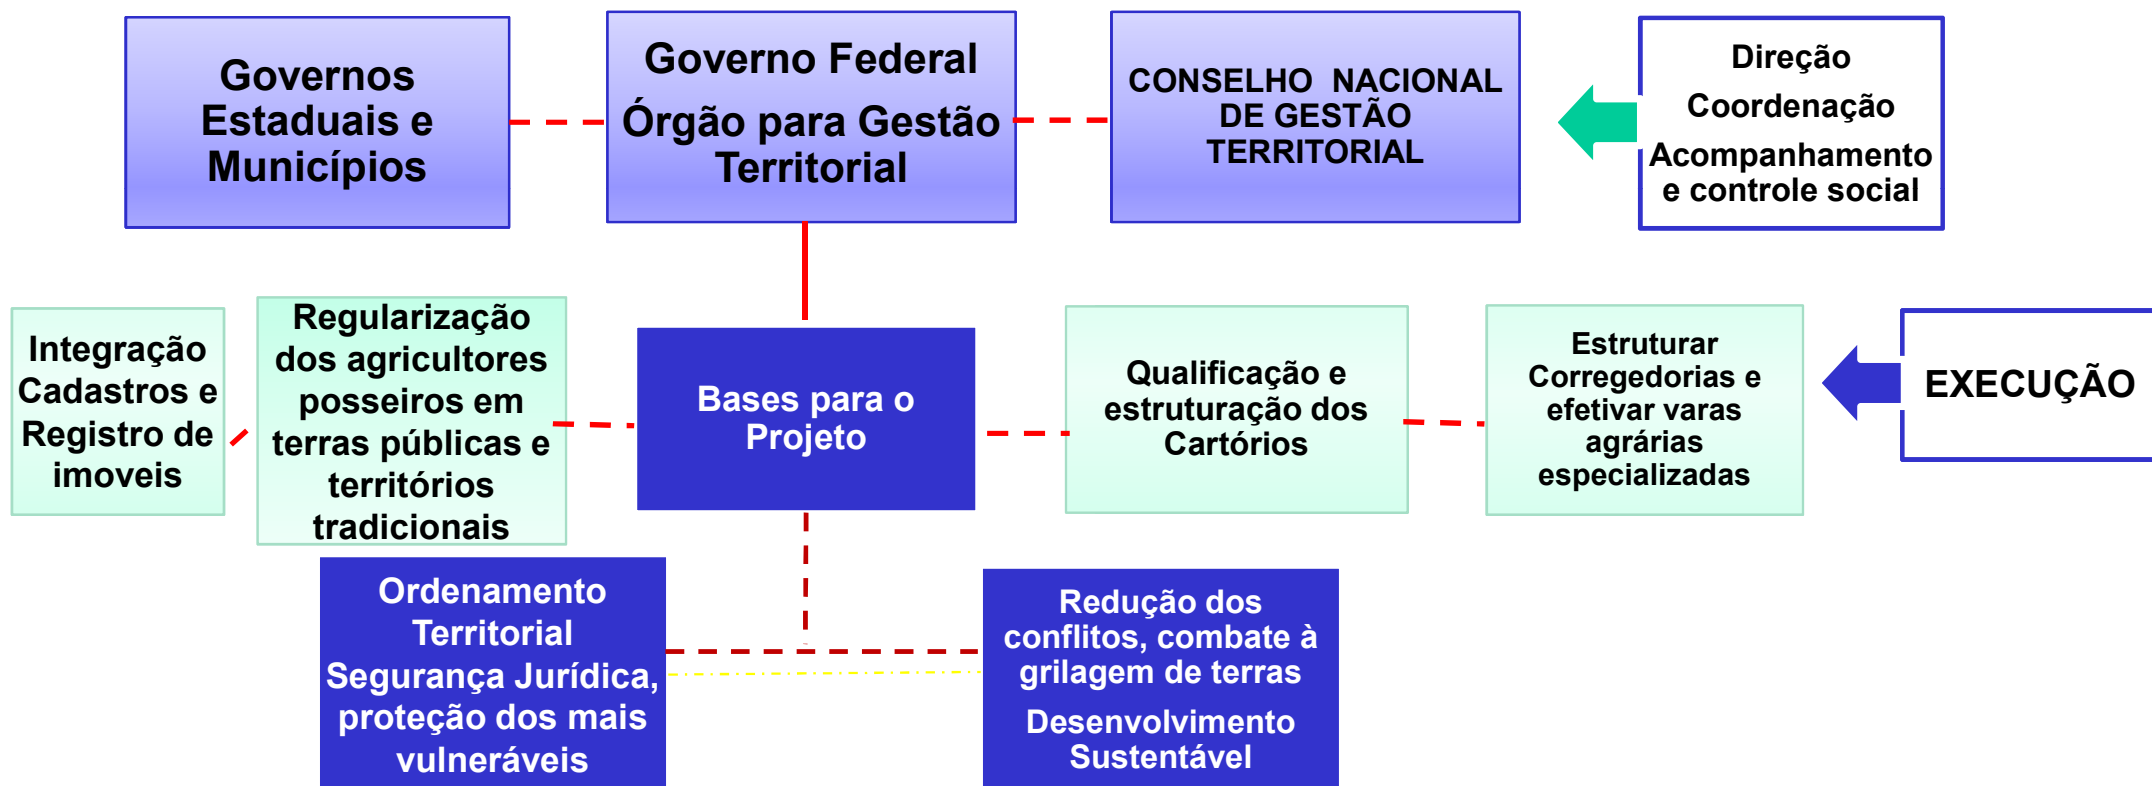 Governos
Estaduais e
Municípios
Governo Federal
Órgão para Gestão
Territorial
CONSELHO NACIONAL
DE GESTÃO
TERRITORIAL
Direção
Coordenação
Acompanhamento
e controle social
Integração
Cadastros e
Registro de
imoveis
Regularização
dos agricultores
posseiros em
terras públicas e
territórios
tradicionais
Bases para o
Projeto
Qualificação e
estruturação dos
Cartórios
Estruturar
Corregedorias e
efetivar varas
agrárias
especializadas
EXECUÇÃO
Ordenamento
Territorial
Segurança Jurídica,
proteção dos mais
vulneráveis
Redução dos
conflitos, combate à
grilagem de terras
Desenvolvimento
Sustentável